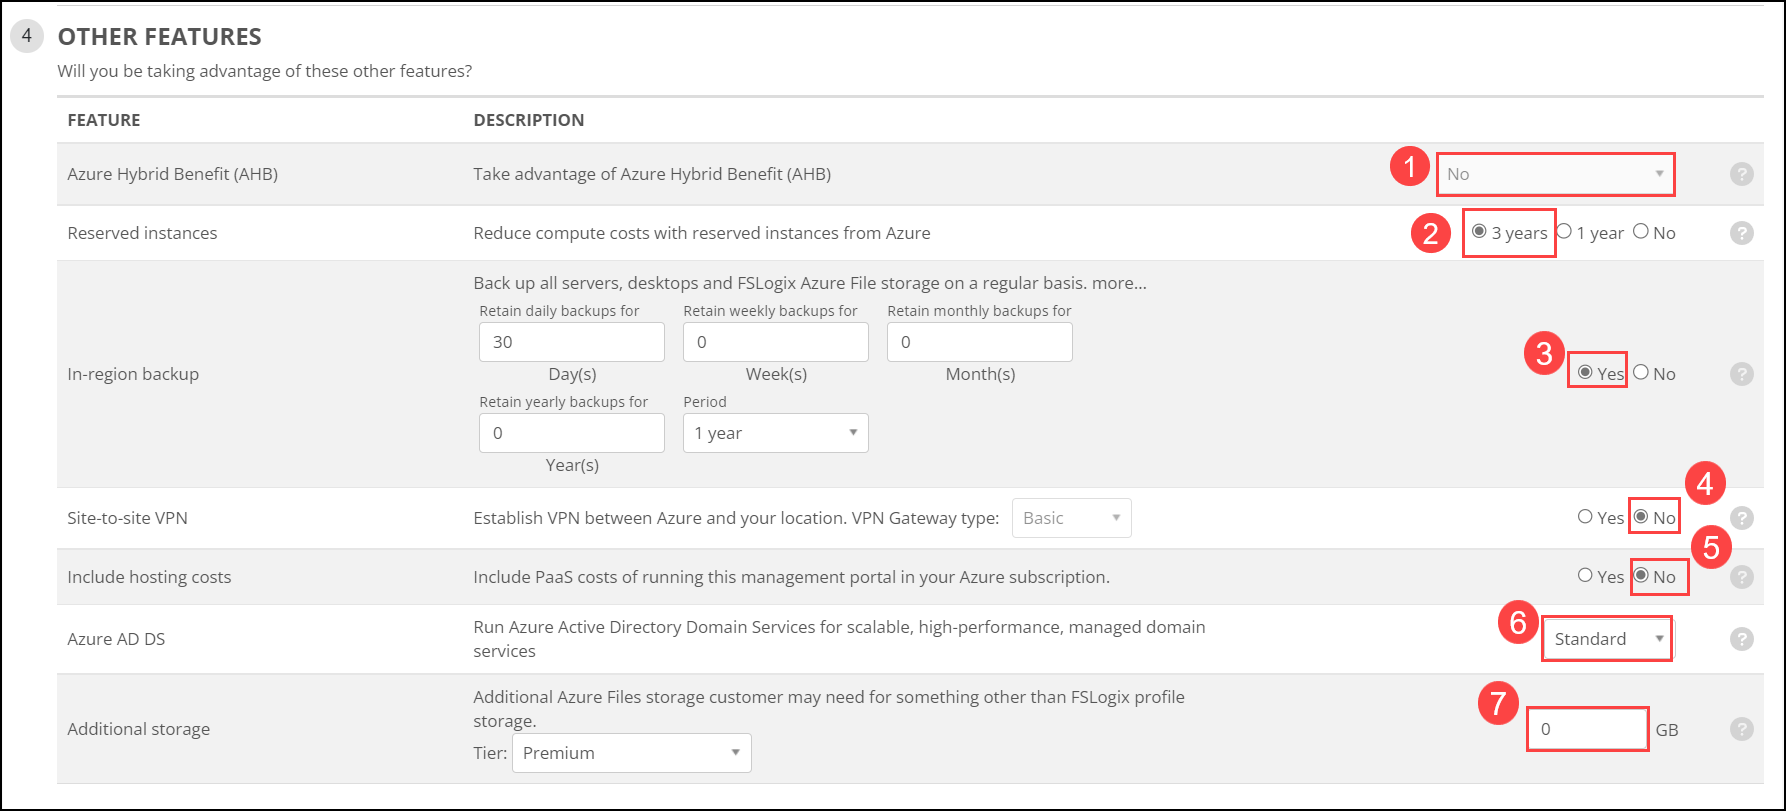 4 OTHER FEATURES
Will you be taking advantage of these other features?
FEATURE DESCRIPTION
Azure Hybrid Benefit (AHB) Take advantage of Azure Hybrid Benefit (AHB) 1 No ?
Reserved instances Reduce compute costs with reserved instances from Azure 2 3 years 1 year No ?
Back up all servers, desktops and FSLogix Azure File storage on a regular basis. more...
Retain daily backups for Retain weekly backups for Retain monthly backups for
30 0 0
In-region backup Day(s) Week(s) Month(s) 3 Yes No ?
Retain yearly backups for Period
0 1 year
Year(s)
4
Site-to-site VPN Establish VPN between Azure and your location. VPN Gateway type: Basic Yes No ?
5
Include hosting costs Include PaaS costs of running this management portal in your Azure subscription. Yes No ?
Azure AD DS Run Azure Active Directory Domain Services for scalable, high-performance, managed domain
services 6 Standard ?
Additional Azure Files storage customer may need for something other than FSLogix profile
storage.
Additional storage 7 0 GB ?
Tier: Premium